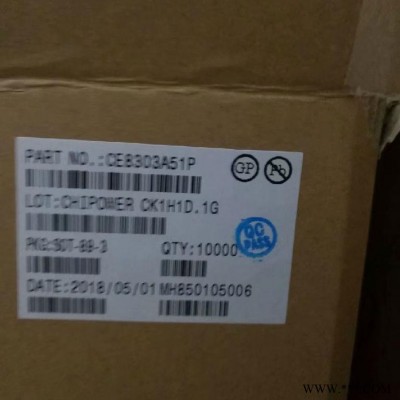 PART NO.:CE8303A51P
GP
Pb
LOT:CHIPOWER CK1H1D.1G
QC
PASS
PKG:SOT-89-3
QTY:10000
DATE:2018/05/01
MH850105006